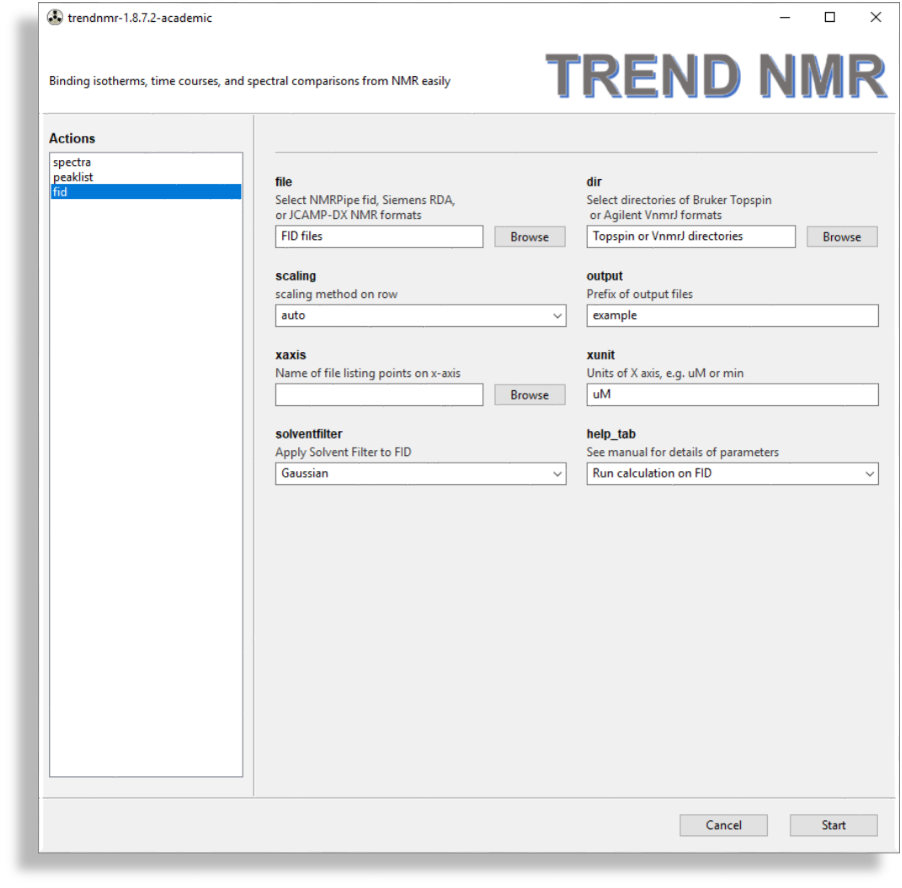 trendnmr-1.8.7.2-academic
Binding isotherms, time courses, and spectral comparisons from NMR easily
TREND NMR
Actions
spectra
peaklist
fid
file
Select NMRPipe fid, Siemens RDA,
or JCAMP-DX NMR formats
FID files
Browse
dir
Select directories of Bruker Topspin
or Agilent VnmrJ formats
Topspin or VnmrJ directories
Browse
scaling
scaling method on row
auto
output
Prefix of output files
example
xaxis
Name of file listing points on x-axis
Browse
xunit
Units of X axis, e.g. uM or min
uM
solventfilter
Apply Solvent Filter to FID
Gaussian
help_tab
See manual for details of parameters
Run calculation on FID
Cancel
Start